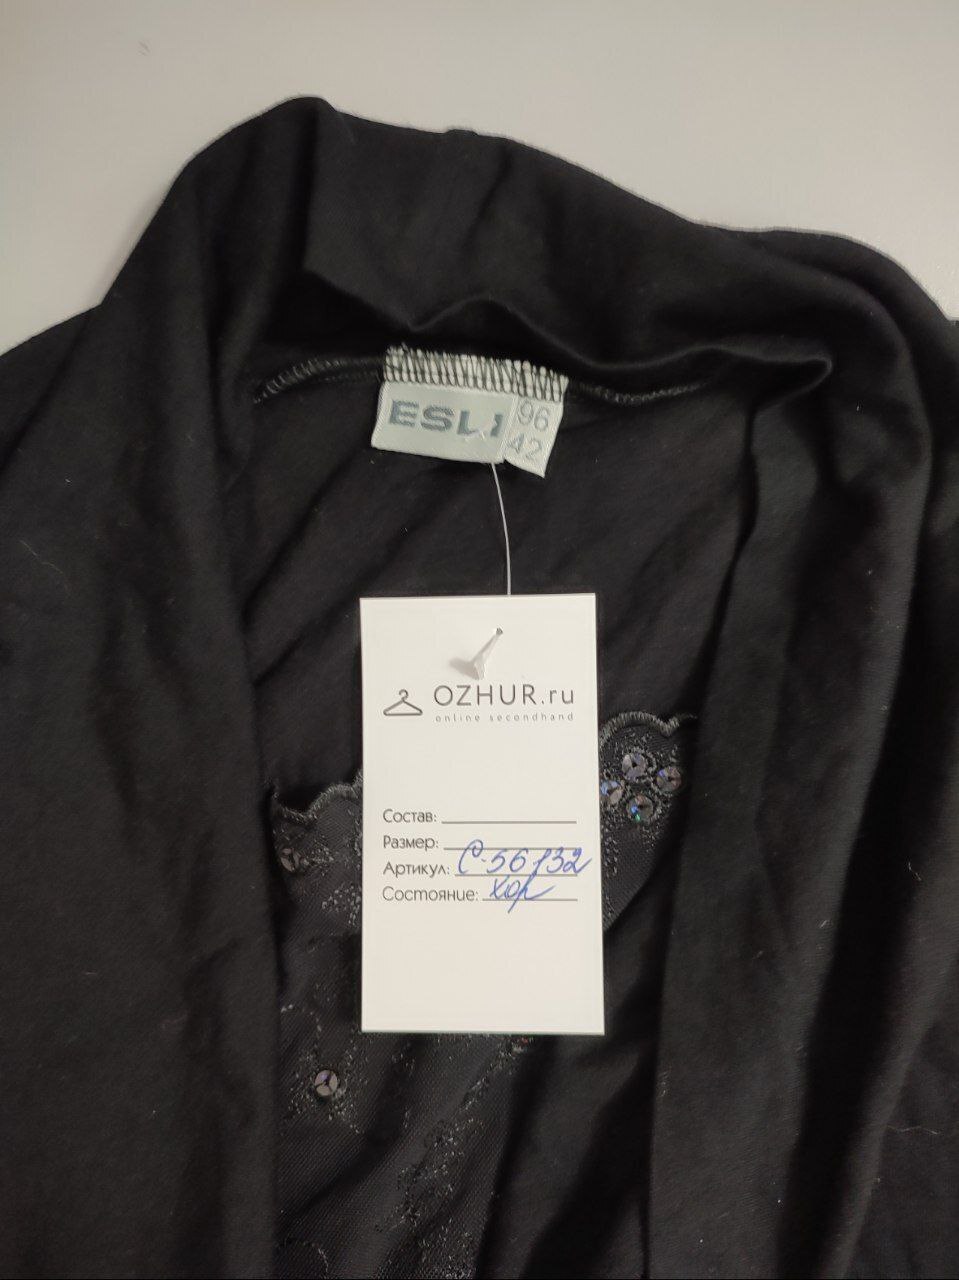 ESLI
96
42
OZHUR.ru
online secondhand
Состав:
Размер:
Артикул: С-56132
Состояние: хор